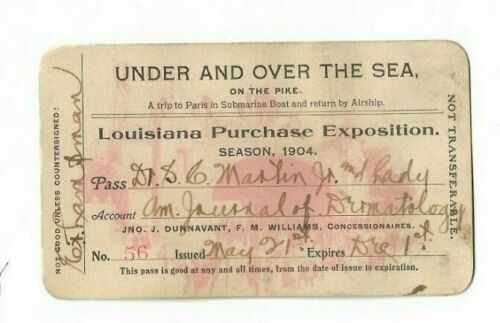 UNDER AND OVER THE SEA,
ON THE PIKE.
A trip to Paris in Submarine Boat and return by Airship.
Louisiana Purchase Exposition.
SEASON, 1904.
Pass Dr. S. C. Martin Jr. and Lady
Account Am. Journal of Dermatology
JNO. J. DUNNAVANT, F. M. WILLIAMS, CONCESSIONAIRES.
No. 56 Issued May 21st. Expires Dec 1st.
This pass is good at any and all times, from the date of issue to expiration.
NOT GOOD UNLESS COUNTERSIGNED:
NOT TRANSFERABLE.